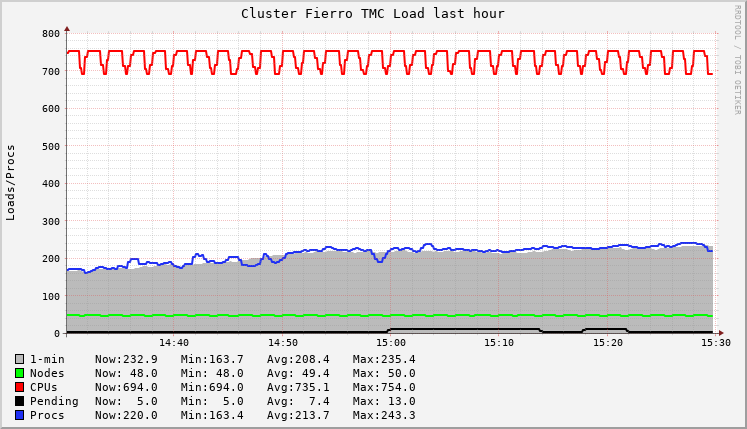 Cluster Fierro TMC Load last hour
RRDTOOL / TOBI OETIKER
Loads/Procs
800
700
600
500
400
300
200
100
0
14:40 14:50 15:00 15:10 15:20 15:30
1-min Now:232.9 Min:163.7 Avg:208.4 Max:235.4
Nodes Now: 48.0 Min: 48.0 Avg: 49.4 Max: 50.0
CPUs Now:694.0 Min:694.0 Avg:735.1 Max:754.0
Pending Now: 5.0 Min: 5.0 Avg: 7.4 Max: 13.0
Procs Now:220.0 Min:163.4 Avg:213.7 Max:243.3